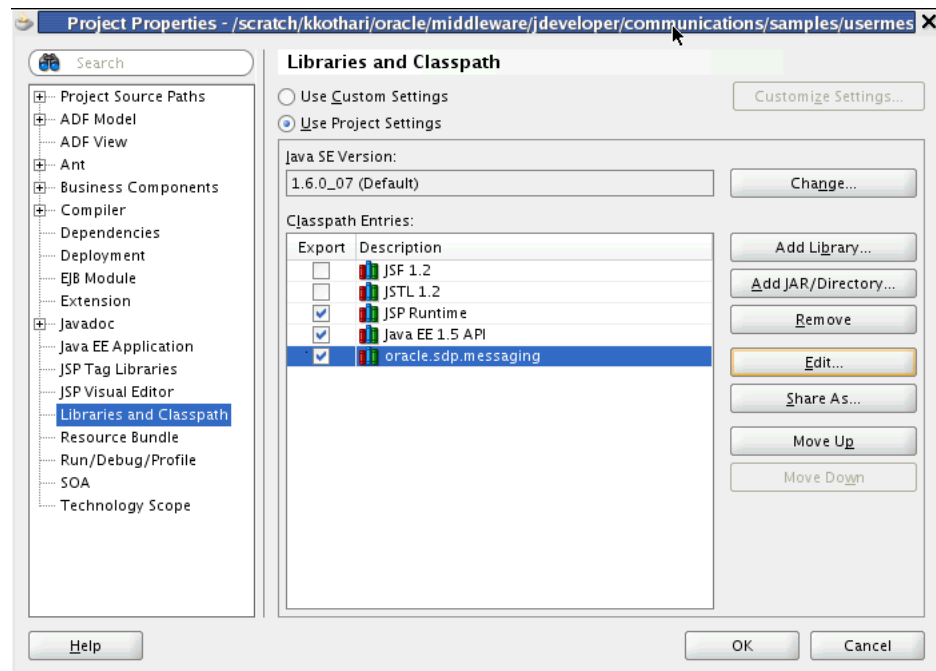 Project Properties - /scratch/kkothari/oracle/middleware/jdeveloper/communications/samples/usermes
Search
Project Source Paths
ADF Model
ADF View
Ant
Business Components
Compiler
Dependencies
Deployment
EJB Module
Extension
Javadoc
Java EE Application
JSP Tag Libraries
JSP Visual Editor
Libraries and Classpath
Resource Bundle
Run/Debug/Profile
SOA
Technology Scope
Libraries and Classpath
Use Custom Settings
Customize Settings...
Use Project Settings
Java SE Version:
1.6.0_07 (Default)
Change...
Classpath Entries:
Export Description
JSF 1.2
JSTL 1.2
JSP Runtime
Java EE 1.5 API
oracle.sdp.messaging
Add Library...
Add JAR/Directory...
Remove
Edit...
Share As...
Move Up
Move Down
Help
OK
Cancel